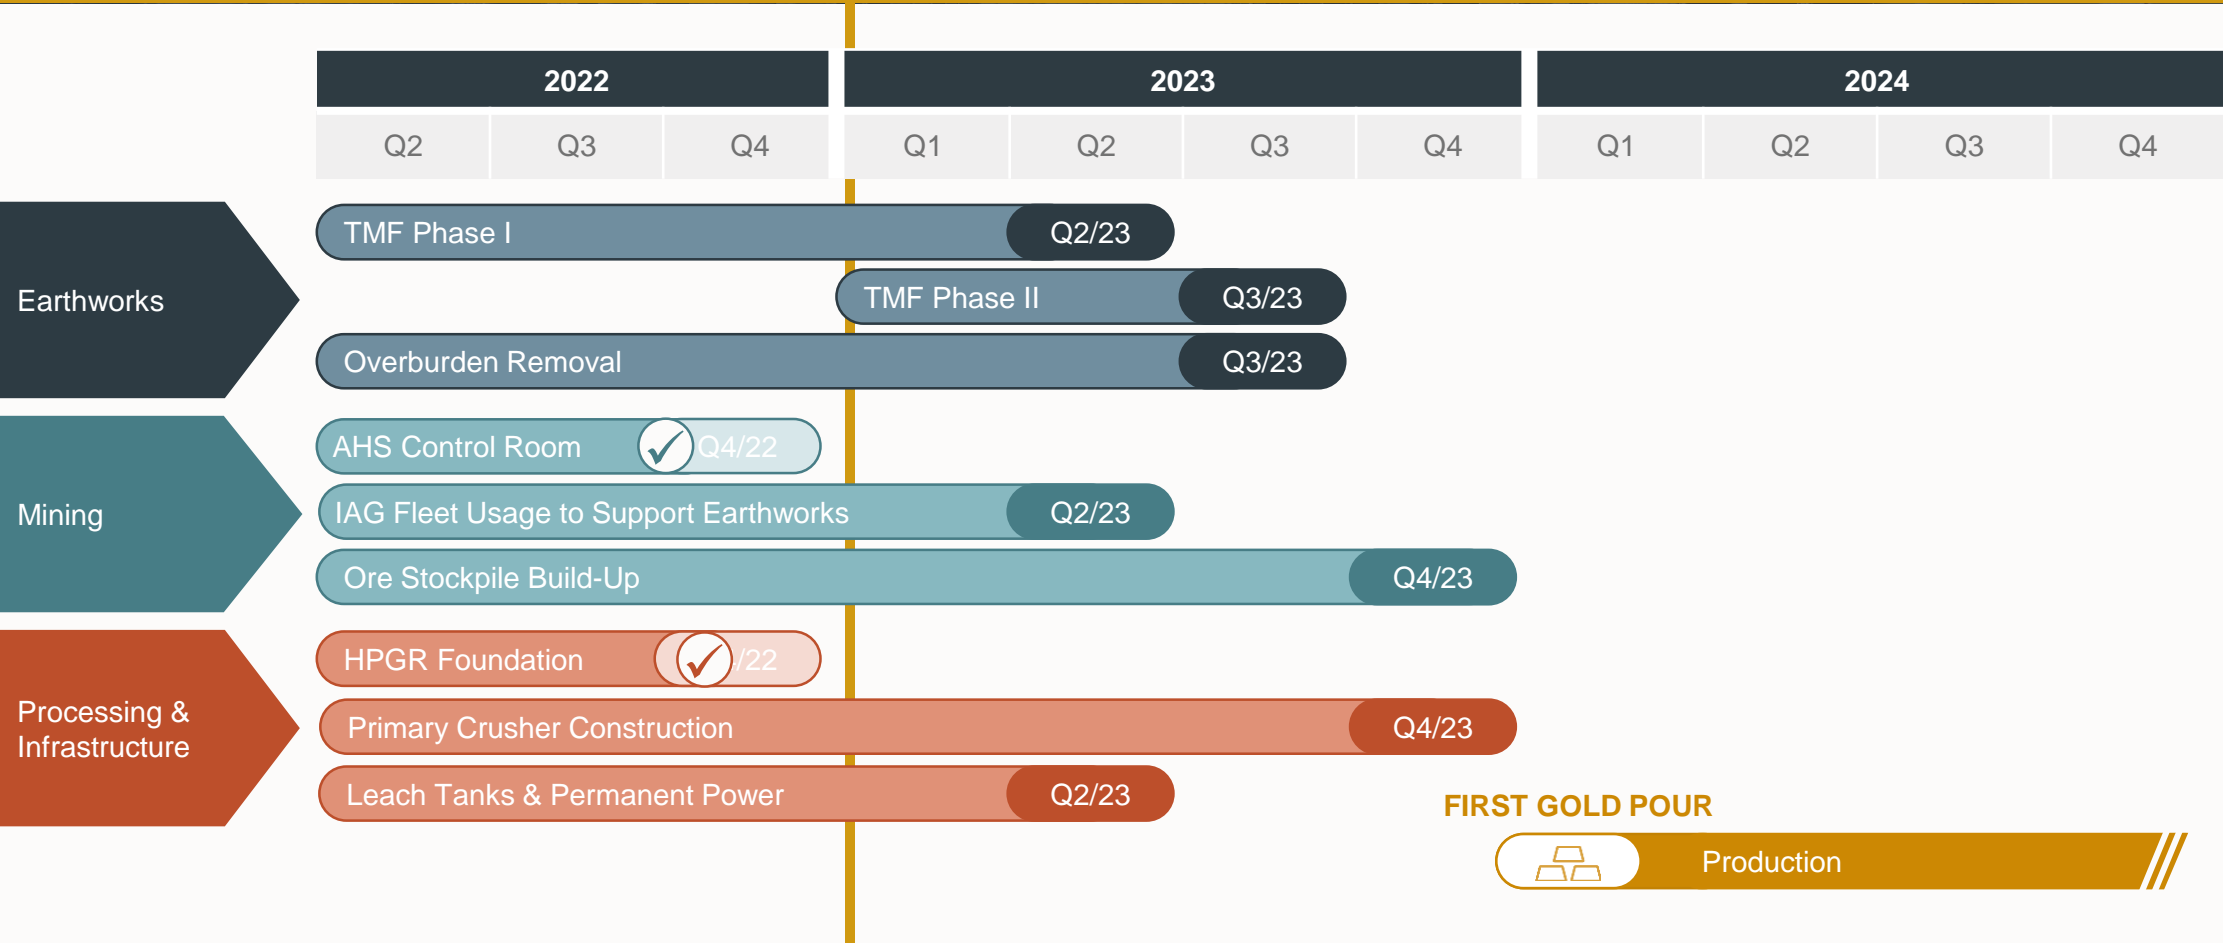 2022
2023
2024
Q2
Q3
Q4
Q1
Q2
Q3
Q4
Q1
Q2
Q3
Q4
Earthworks
TMF Phase I
Q2/23
TMF Phase II
Q3/23
Overburden Removal
Q3/23
Mining
AHS Control Room
Q4/22
IAG Fleet Usage to Support Earthworks
Q2/23
Ore Stockpile Build-Up
Q4/23
Processing &
Infrastructure
HPGR Foundation
/22
Primary Crusher Construction
Q4/23
Leach Tanks & Permanent Power
Q2/23
FIRST GOLD POUR
Production